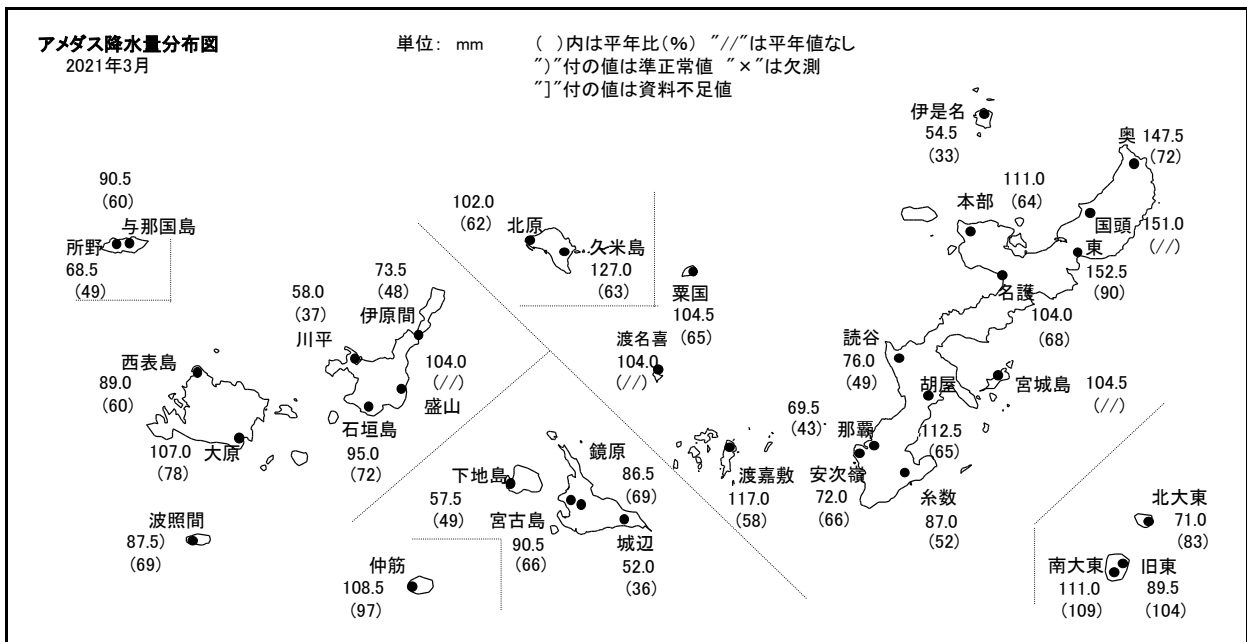 アメダス降水量分布図
2021年3月
単位: mm
( )内は平年比(%) "//"は平年値なし
")"付の値は準正常値 "×"は欠測
"]"付の値は資料不足値
伊是名
54.5
(33)
奥 147.5
(72)
本部
111.0
(64)
国頭
151.0
(//)
東
152.5
(90)
名護
104.0
(68)
90.5
(60)
与那国島
所野
68.5
(49)
102.0
(62)
北原
久米島
127.0
(63)
粟国
104.5
(65)
渡名喜
104.0
(//)
読谷
76.0
(49)
胡屋
112.5
(65)
宮城島
104.5
(//)
73.5
(48)
伊原間
58.0
(37)
川平
104.0
(//)
盛山
石垣島
95.0
(72)
西表島
89.0
(60)
大原
107.0
(78)
波照間
87.5)
(69)
仲筋
108.5
(97)
下地島
57.5
(49)
鏡原
86.5
(69)
宮古島
90.5
(66)
城辺
52.0
(36)
69.5
(43)
那覇
安次嶺
72.0
(66)
渡嘉敷
117.0
(58)
糸数
87.0
(52)
北大東
71.0
(83)
南大東
111.0
(109)
旧東
89.5
(104)